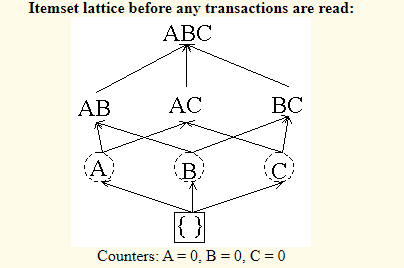 Itemset lattice before any transactions are read:
ABC
AB AC BC
A B C
{ }
Counters: A = 0, B = 0, C = 0